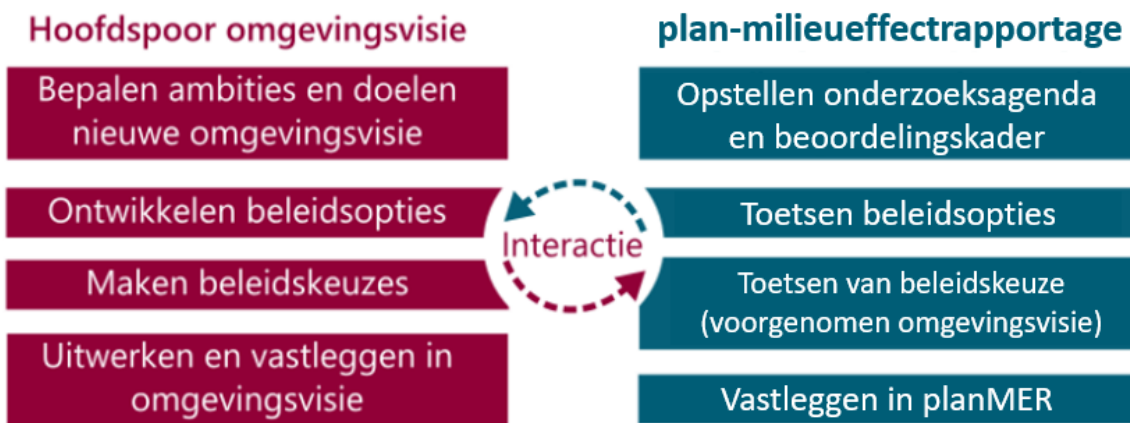 Hoofdspoor omgevingsvisie
Bepalen ambities en doelen
nieuwe omgevingsvisie
Ontwikkelen beleidsopties
Maken beleidskeuzes
Uitwerken en vastleggen in
omgevingsvisie
Interactie
plan-milieueffectrapportage
Opstellen onderzoeksagenda
en beoordelingskader
Toetsen beleidsopties
Toetsen van beleidskeuze
(voorgenomen omgevingsvisie)
Vastleggen in planMER